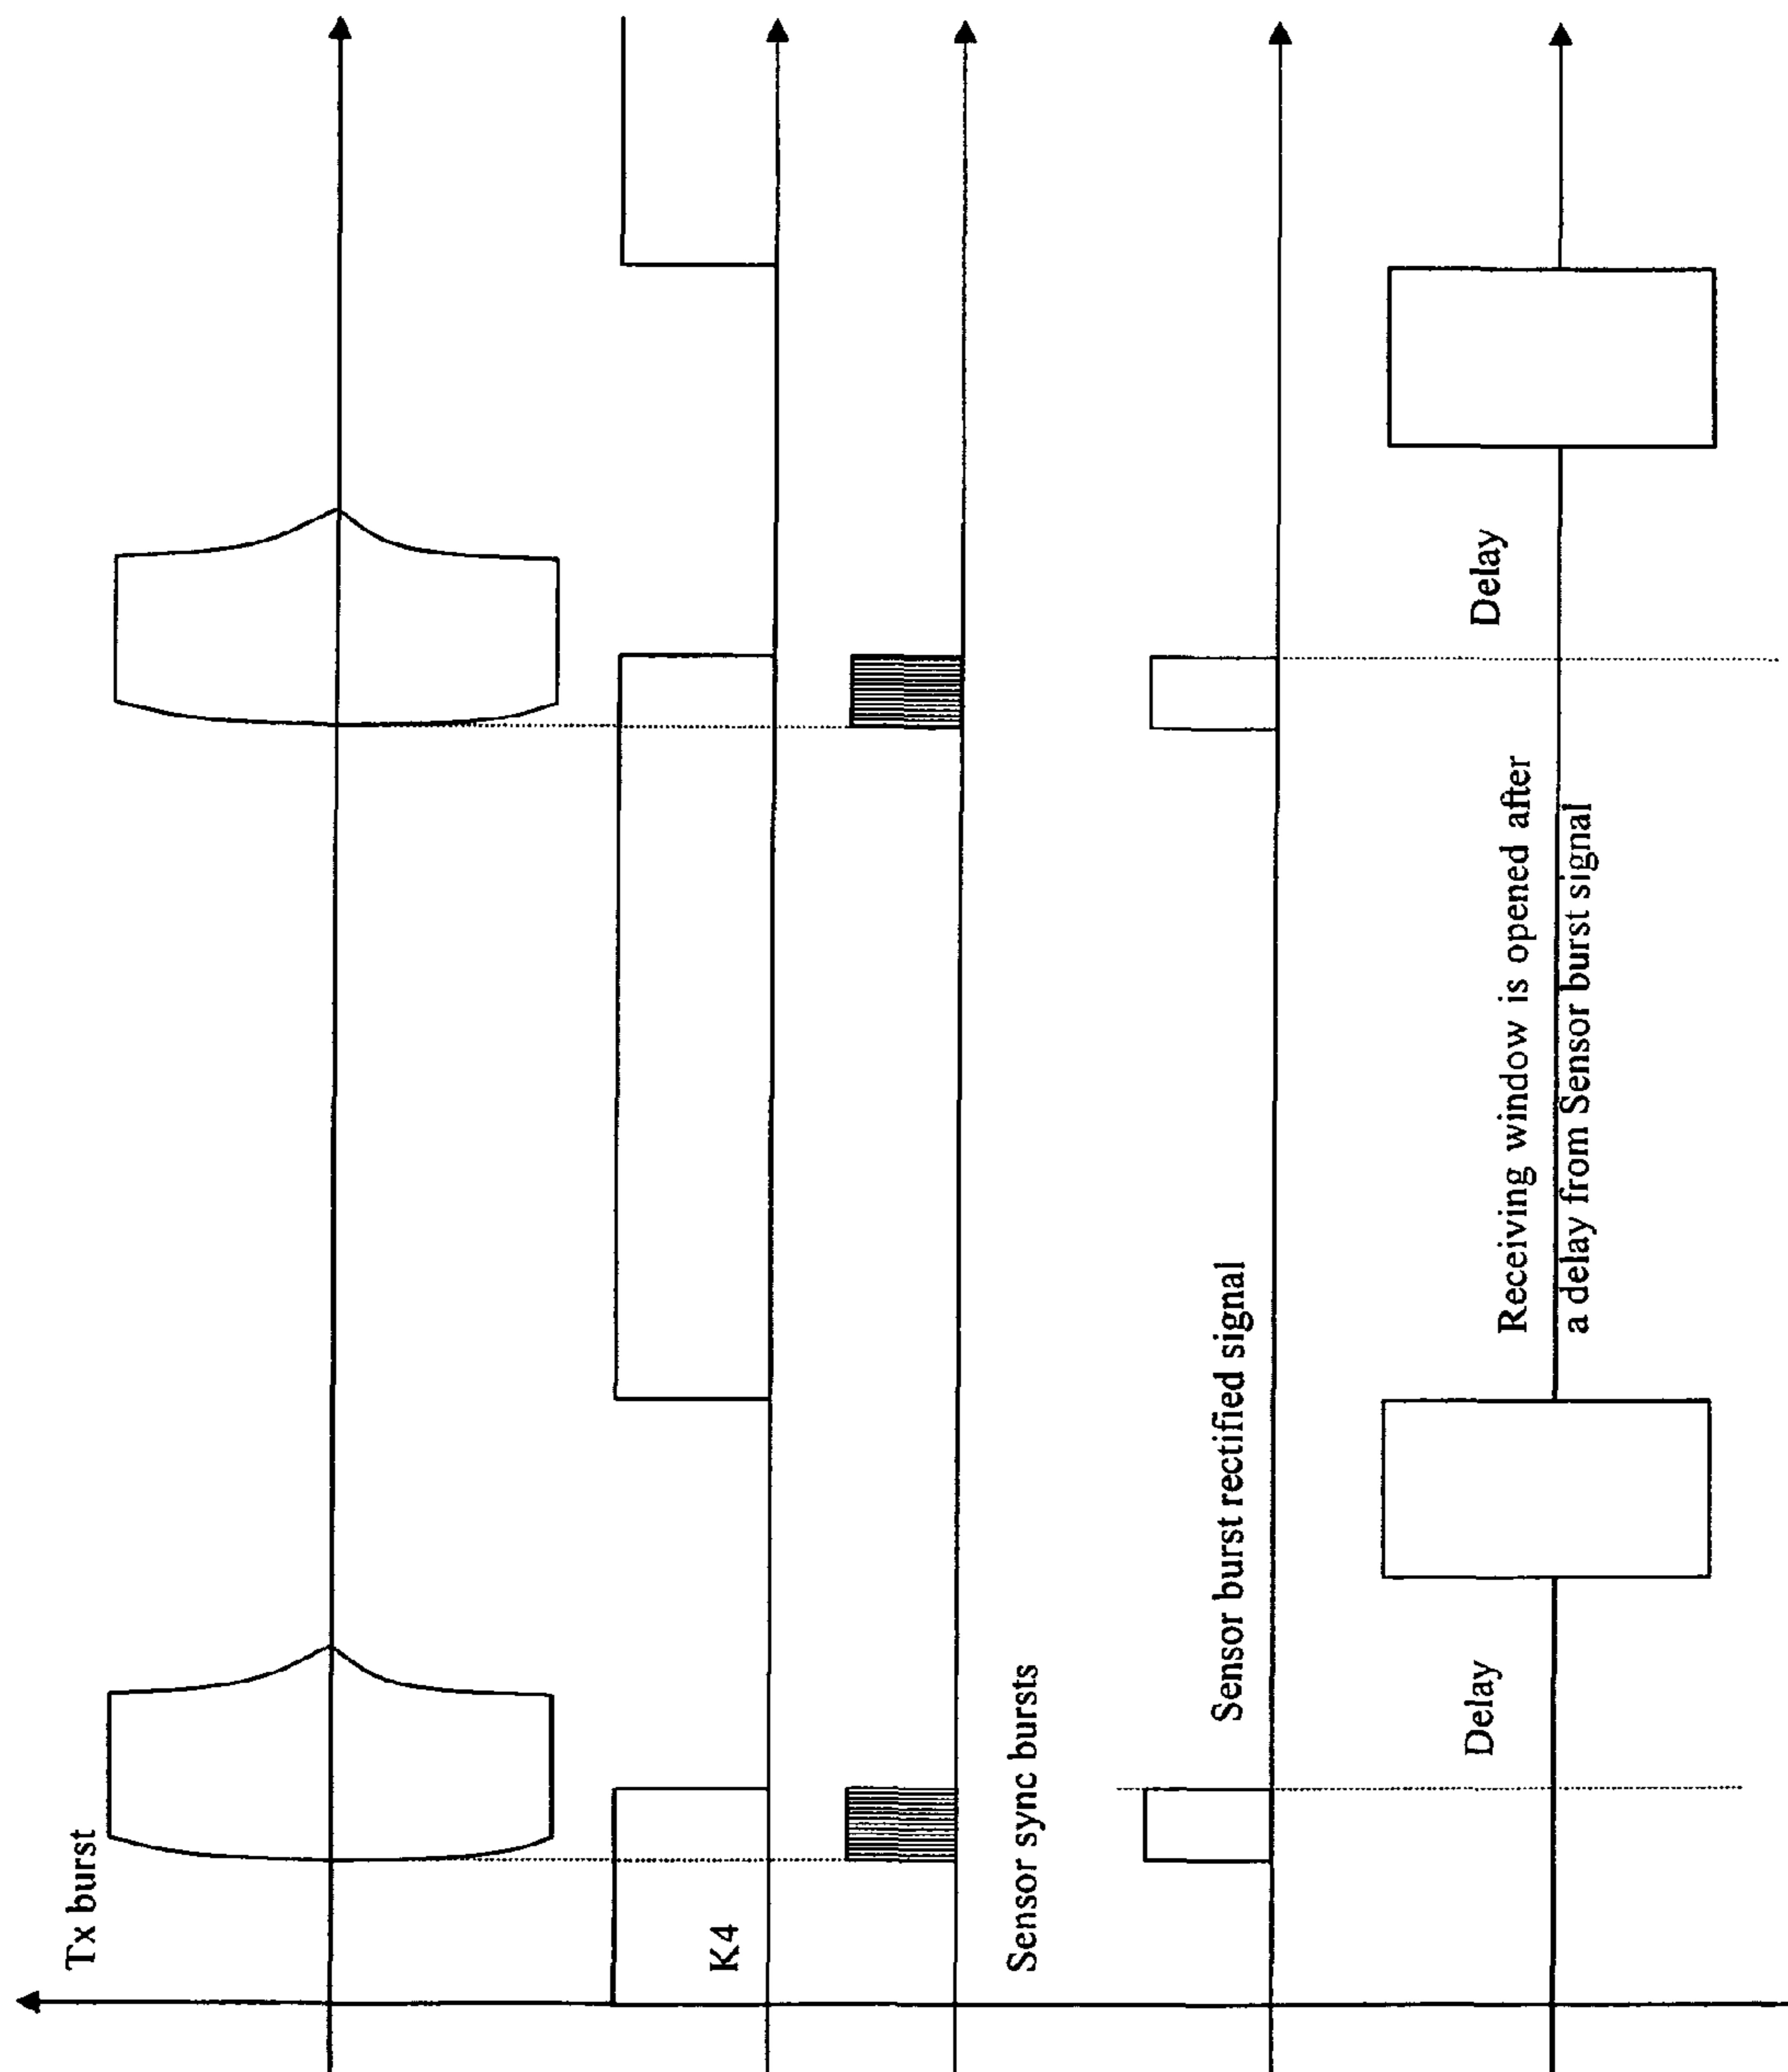 Tx burst
K4
Sensor sync bursts
Sensor burst rectified signal
Delay
Receiving window is opened after
a delay from Sensor burst signal
Delay